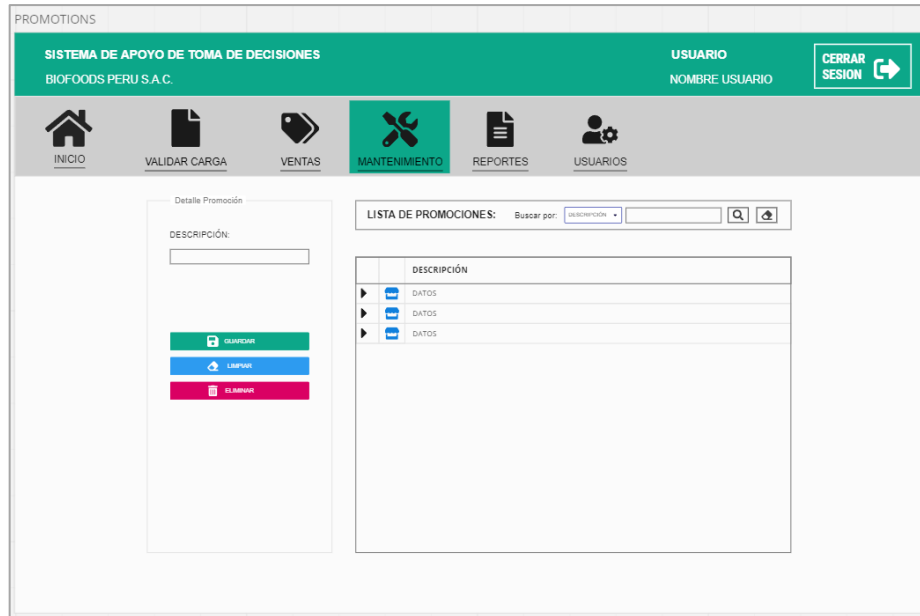 PROMOTIONS
SISTEMA DE APOYO DE TOMA DE DECISIONES
BIOFOODS PERU S.A.C.
USUARIO
NOMBRE USUARIO
CERRAR
SESION
INICIO
VALIDAR CARGA
VENTAS
MANTENIMIENTO
REPORTES
USUARIOS
Detalle Promoción
DESCRIPCIÓN:
GUARDAR
LIMPIAR
ELIMINAR
LISTA DE PROMOCIONES:
Buscar por:
DESCRIPCIÓN
DESCRIPCIÓN
DATOS
DATOS
DATOS